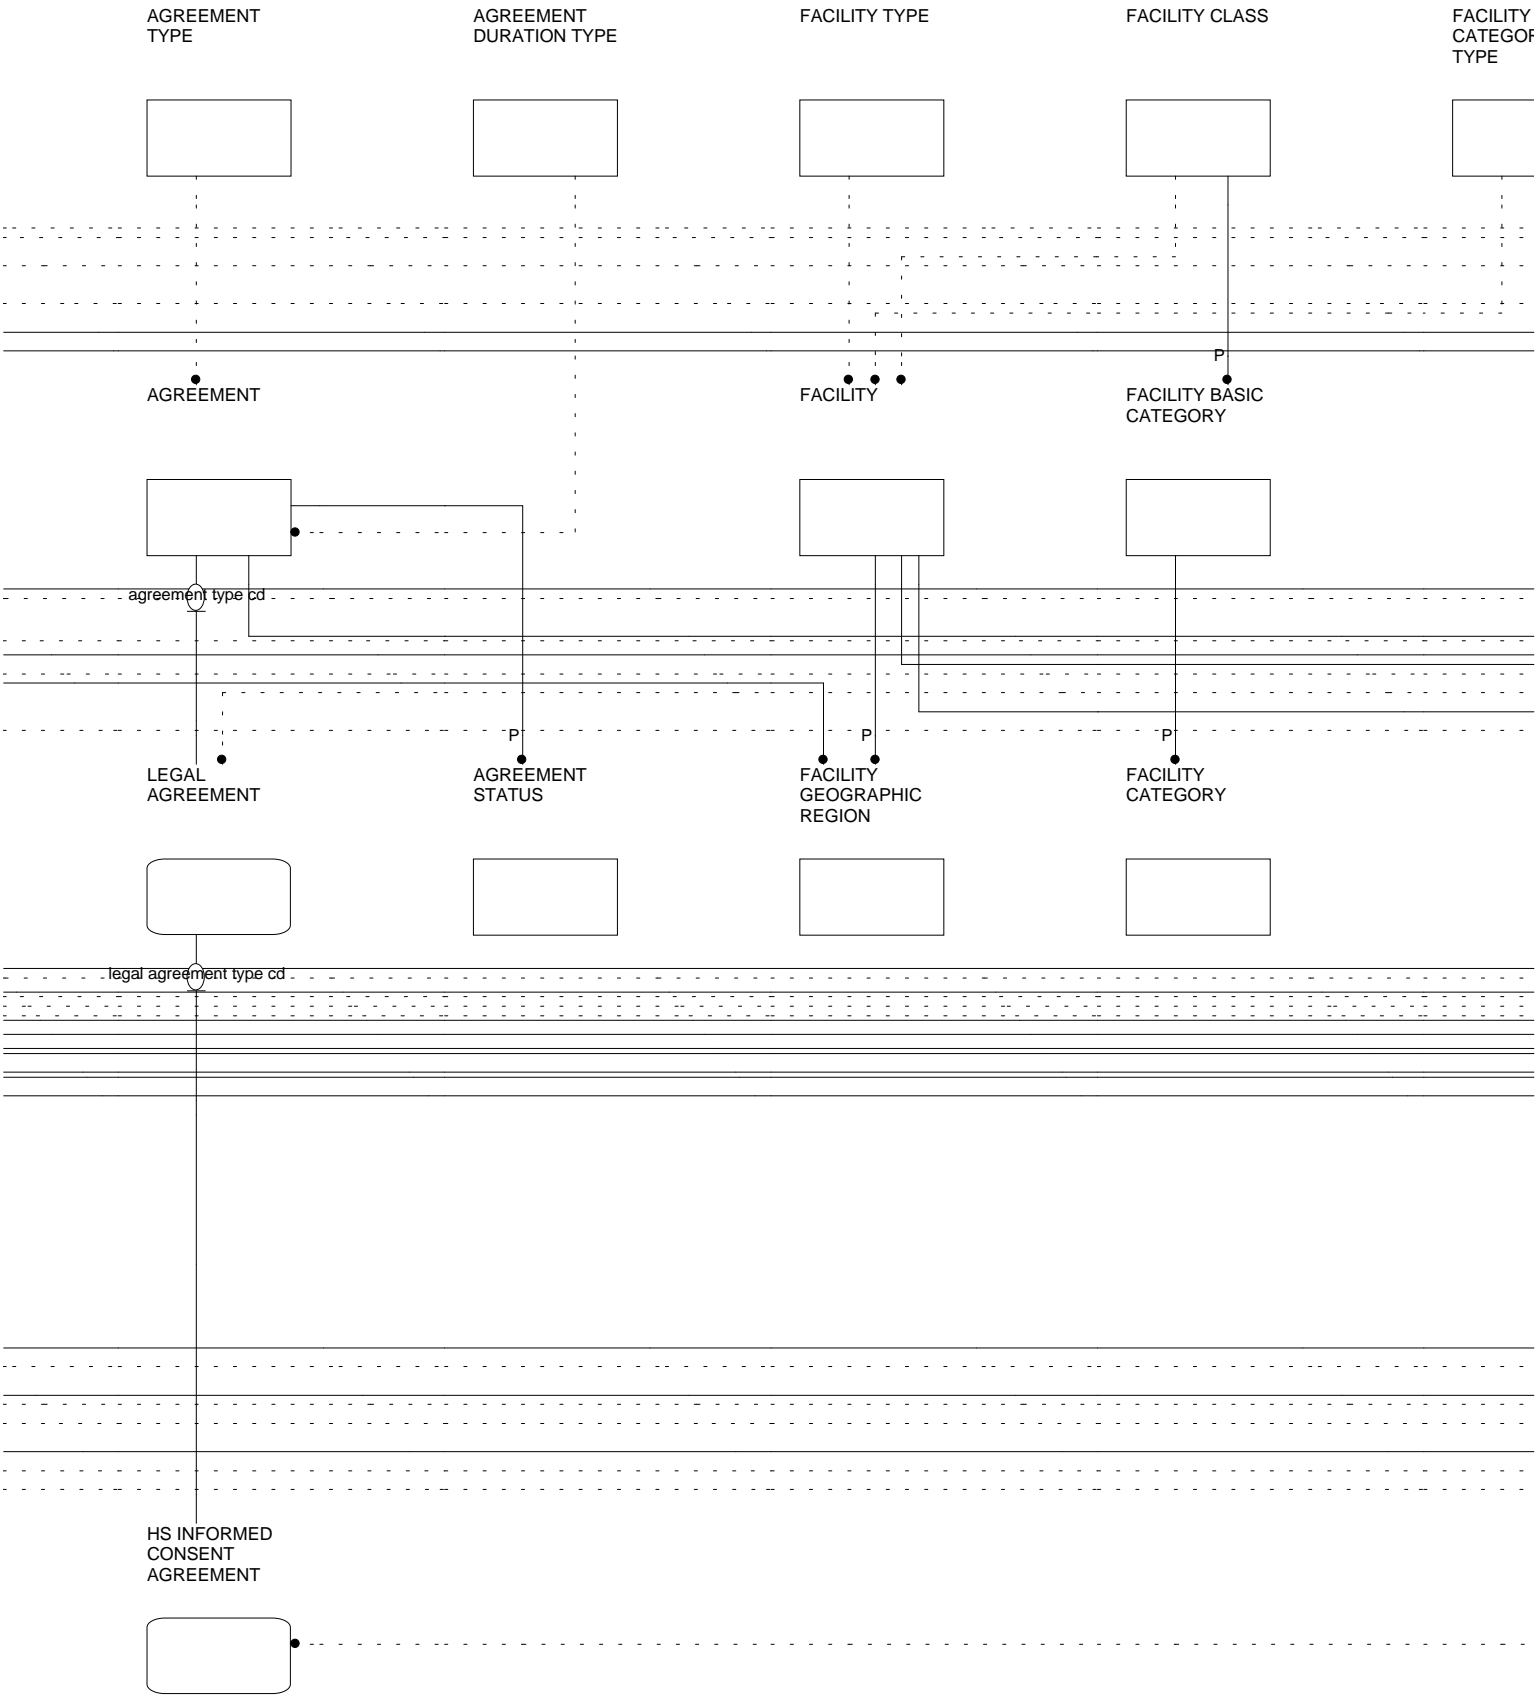 AGREEMENT
TYPE
AGREEMENT
DURATION TYPE
FACILITY TYPE
FACILITY CLASS
FACILITY
TYPE
P
AGREEMENT
FACILITY
FACILITY BASIC
CATEGORY
agreement type cd
P
P
P
LEGAL
AGREEMENT
AGREEMENT
STATUS
FACILITY
GEOGRAPHIC
REGION
FACILITY
CATEGORY
legal agreement type cd
HS INFORMED
CONSENT
AGREEMENT